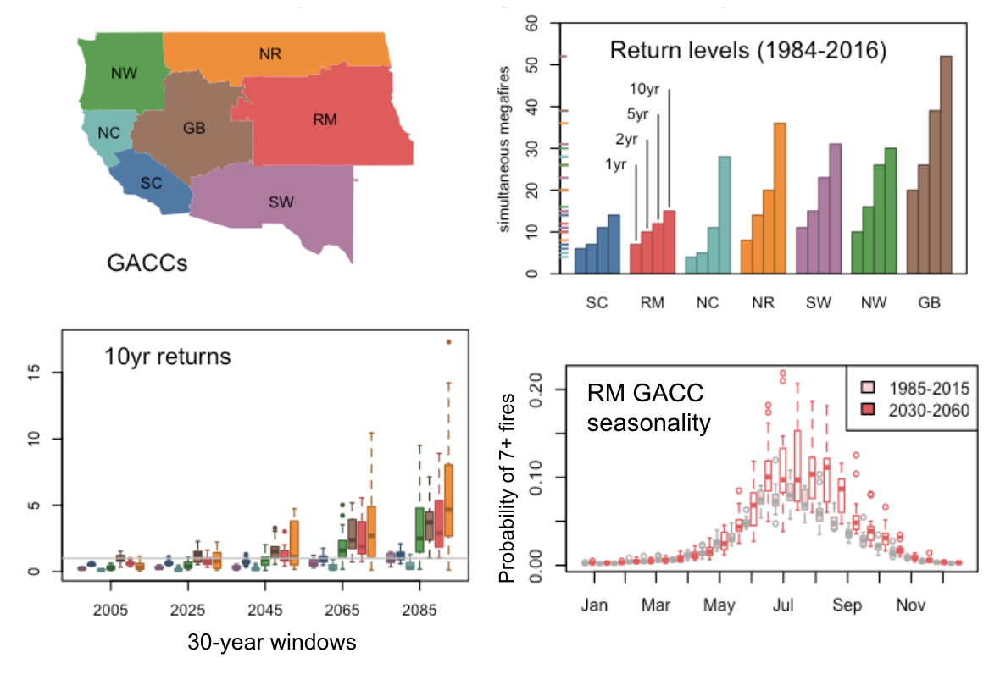 NW
NR
NC
GB
RM
SC
SW
GACCs
Return levels (1984-2016)
simultaneous megafires
60
50
40
30
20
10
0
10yr
5yr
2yr
1yr
SC RM NC NR SW NW GB
10yr returns
15
10
5
0
2005 2025 2045 2065 2085
30-year windows
RM GACC
seasonality
1985-2015
2030-2060
Probability of 7+ fires
0.20
0.10
0.00
Jan Mar May Jul Sep Nov